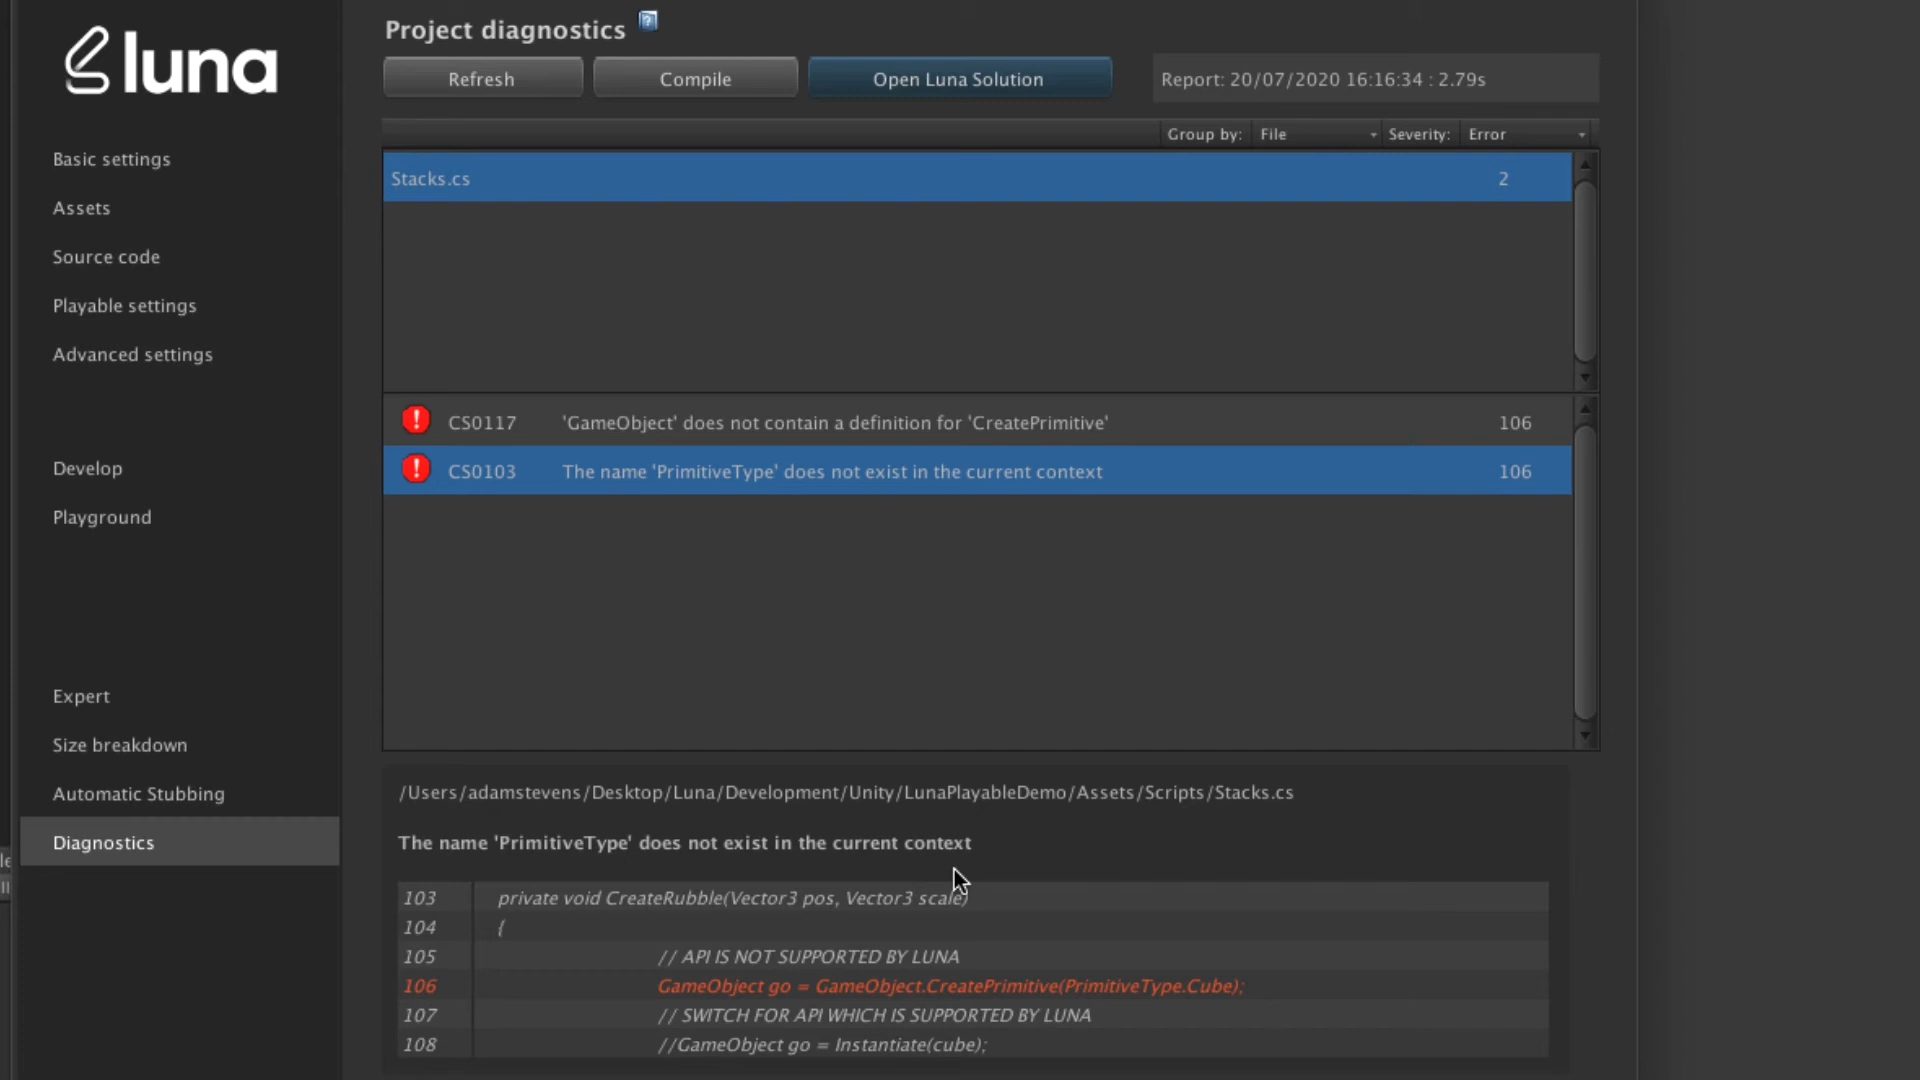 luna
Project diagnostics
Refresh
Compile
Open Luna Solution
Report: 20/07/2020 16:16:34 : 2.79s
Group by: File
Severity: Error
Basic settings
Assets
Source code
Playable settings
Advanced settings
Develop
Playground
Expert
Size breakdown
Automatic Stubbing
Diagnostics
Stacks.cs 2
CS0117 'GameObject' does not contain a definition for 'CreatePrimitive' 106
CS0103 The name 'PrimitiveType' does not exist in the current context 106
/Users/adamstevens/Desktop/Luna/Development/Unity/LunaPlayableDemo/Assets/Scripts/Stacks.cs
The name 'PrimitiveType' does not exist in the current context
103 private void CreateRubble(Vector3 pos, Vector3 scale)
104 {
105 // API IS NOT SUPPORTED BY LUNA
106 GameObject go = GameObject.CreatePrimitive(PrimitiveType.Cube);
107 // SWITCH FOR API WHICH IS SUPPORTED BY LUNA
108 //GameObject go = Instantiate(cube);